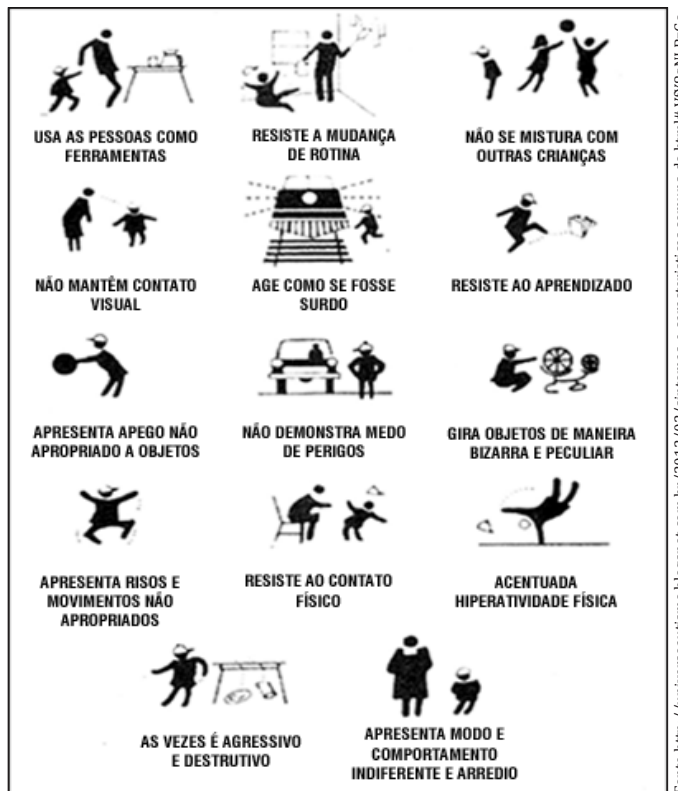 USA AS PESSOAS COMO
FERRAMENTAS
RESISTE A MUDANÇA
DE ROTINA
NÃO SE MISTURA COM
OUTRAS CRIANÇAS
NÃO MANTÊM CONTATO
VISUAL
AGE COMO SE FOSSE
SURDO
RESISTE AO APRENDIZADO
APRESENTA APEGO NÃO
APROPRIADO A OBJETOS
NÃO DEMONSTRA MEDO
DE PERIGOS
GIRA OBJETOS DE MANEIRA
BIZARRA E PECULIAR
APRESENTA RISOS E
MOVIMENTOS NÃO
APROPRIADOS
RESISTE AO CONTATO
FÍSICO
ACENTUADA
HIPERATIVIDADE FÍSICA
AS VEZES É AGRESSIVO
E DESTRUTIVO
APRESENTA MODO E
COMPORTAMENTO
INDIFERENTE E ARREDIO